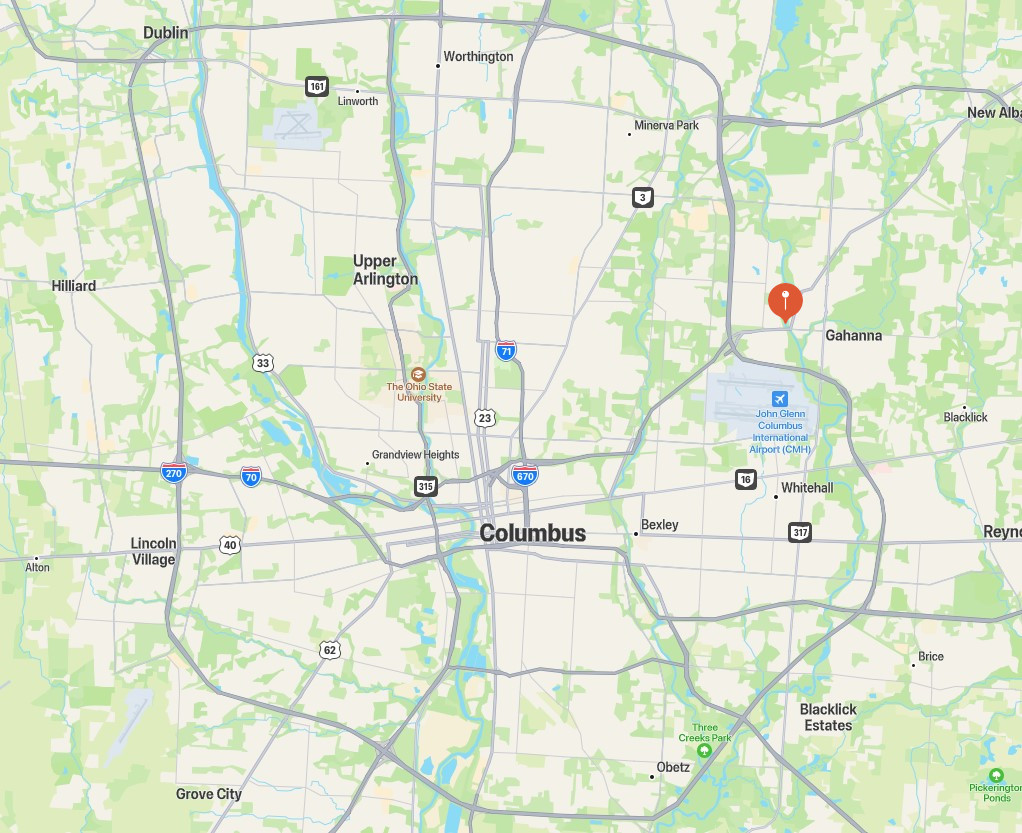 Dublin
Worthington
161
Linworth
New Alba
Minerva Park
3
Upper
Arlington
Hilliard
Gahanna
71
33
The Ohio State
University
23
John Glenn
Columbus
International
Airport (CMH)
Blacklick
Grandview Heights
270
70
670
315
16
Whitehall
Columbus
Bexley
317
Reyno
40
Lincoln
Village
Alton
62
Brice
Blacklick
Estates
Three
Creeks Park
Obetz
Pickerington
Ponds
Grove City